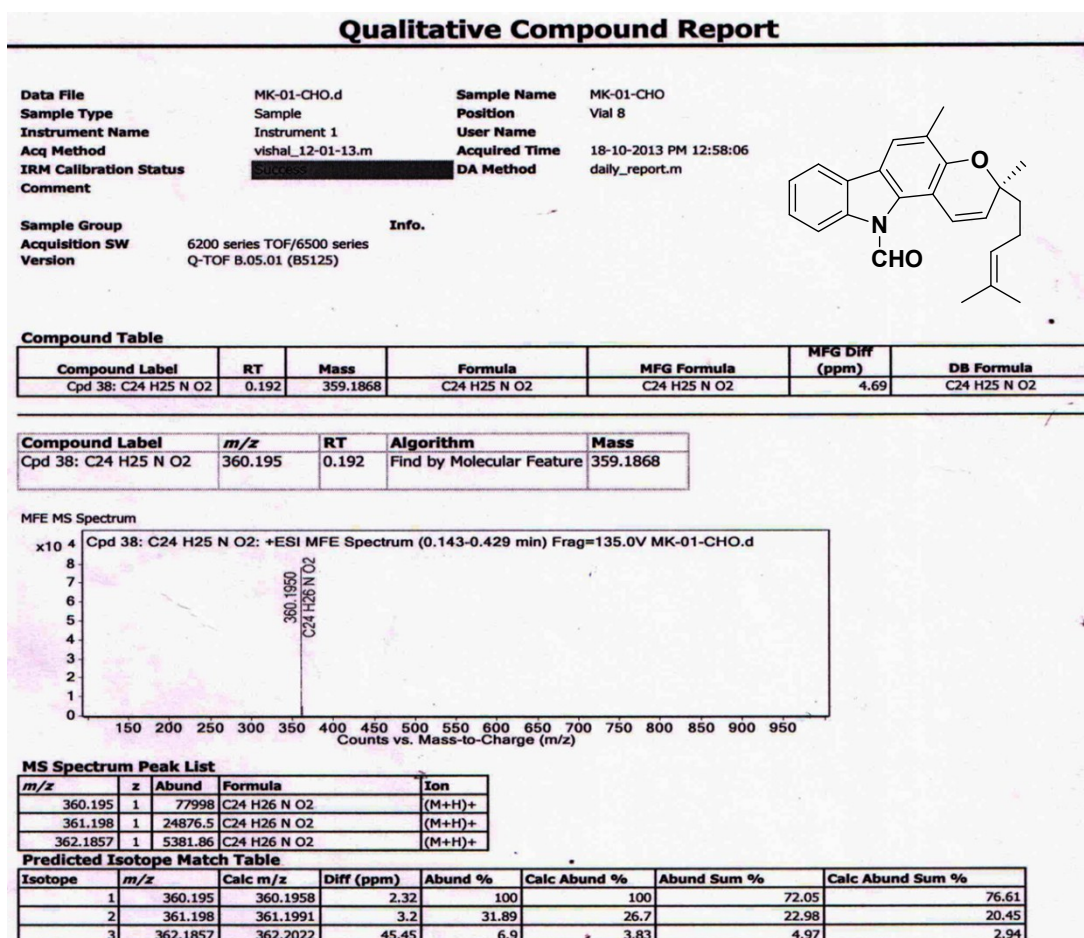 Qualitative Compound Report
Data File MK-01-CHO.d Sample Name MK-01-CHO
Sample Type Sample Position Vial 8
Instrument Name Instrument 1 User Name
Acq Method vishal_12-01-13.m Acquired Time 18-10-2013 PM 12:58:06
IRM Calibration Status Success DA Method daily_report.m
Comment
Sample Group Info.
Acquisition SW 6200 series TOF/6500 series
Version Q-TOF B.05.01 (B5125)
O
N
CHO
Compound Table
Compound Label RT Mass Formula MFG Formula MFG Diff (ppm) DB Formula
Cpd 38: C24 H25 N O2 0.192 359.1868 C24 H25 N O2 C24 H25 N O2 4.69 C24 H25 N O2
Compound Label m/z RT Algorithm Mass
Cpd 38: C24 H25 N O2 360.195 0.192 Find by Molecular Feature 359.1868
MFE MS Spectrum
x10 4 Cpd 38: C24 H25 N O2: +ESI MFE Spectrum (0.143-0.429 min) Frag=135.0V MK-01-CHO.d
8
7
6
5
4
3
2
1
0
360.1950
C24 H26 N O2
150 200 250 300 350 400 450 500 550 600 650 700 750 800 850 900 950
Counts vs. Mass-to-Charge (m/z)
MS Spectrum Peak List
m/z z Abund Formula Ion
360.195 1 77998 C24 H26 N O2 (M+H)+
361.198 1 24876.5 C24 H26 N O2 (M+H)+
362.1857 1 5381.86 C24 H26 N O2 (M+H)+
Predicted Isotope Match Table
Isotope m/z Calc m/z Diff (ppm) Abund % Calc Abund % Abund Sum % Calc Abund Sum %
1 360.195 360.1958 2.32 100 100 72.05 76.61
2 361.198 361.1991 3.2 31.89 26.7 22.98 20.45
3 362.1857 362.2022 45.45 6.9 3.83 4.97 2.94